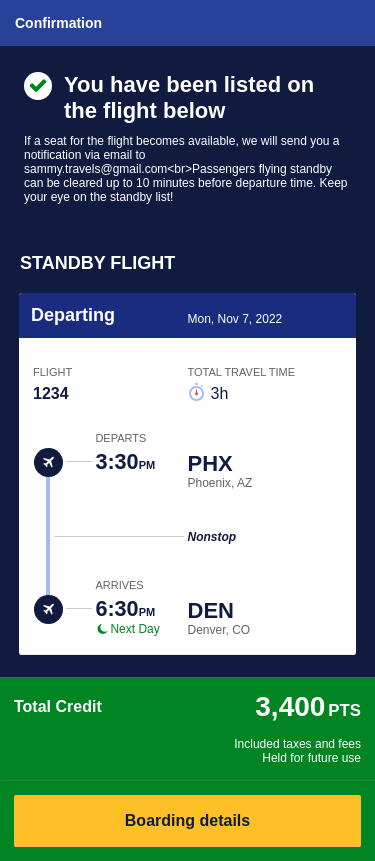 Confirmation
You have been listed on
the flight below
If a seat for the flight becomes available, we will send you a
notification via email to
sammy.travels@gmail.com<br>Passengers flying standby
can be cleared up to 10 minutes before departure time. Keep
your eye on the standby list!
STANDBY FLIGHT
Departing Mon, Nov 7, 2022
FLIGHT TOTAL TRAVEL TIME
1234 3h
DEPARTS
3:30PM PHX
Phoenix, AZ
Nonstop
ARRIVES
6:30PM DEN
Next Day Denver, CO
Total Credit 3,400 PTS
Included taxes and fees
Held for future use
Boarding details